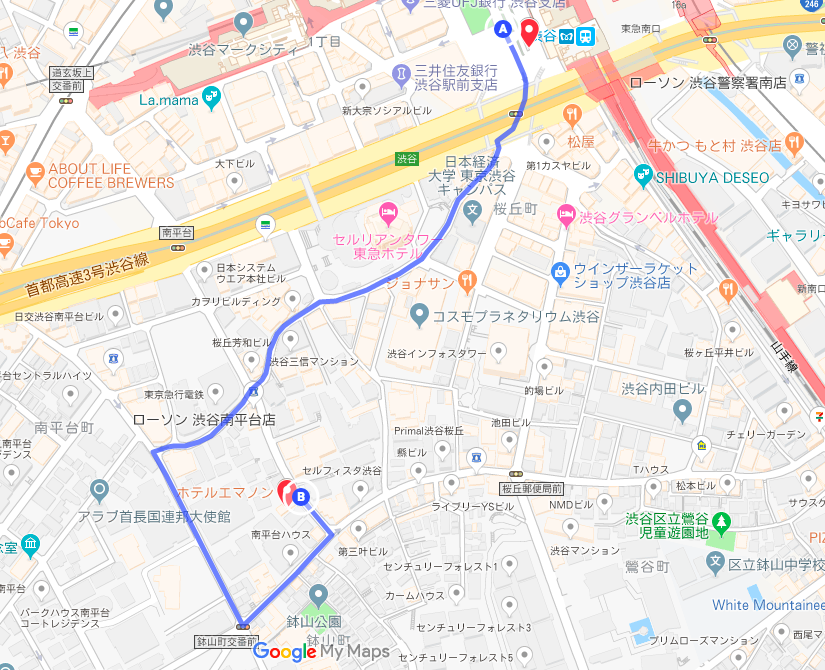 三菱UFJ銀行 渋谷支店
渋谷マークシティ
1丁目
A
渋谷
東急南口
246
道玄坂上
交番前
三井住友銀行
渋谷駅前支店
ローソン 渋谷警察署南店
La.mama
新大宗ソシアルビル
松屋
牛かつ もと村 渋谷店
渋谷
ABOUT LIFE
COFFEE BREWERS
大下ビル
日本経済
大学 東京渋谷
キャンパス
第1カスヤビル
SHIBUYA DESEO
桜丘町
渋谷グランベルホテル
南平台
セルリアンタワー
東急ホテル
首都高速3号渋谷線
日本システム
ウエア本社ビル
カヲリビルディング
ジョナサン
ウインザーラケット
ショップ渋谷店
日交渋谷南平台ビル
コスモプラネタリウム渋谷
桜丘芳和ビル
渋谷三信マンション
渋谷インフォスタワー
桜ヶ丘平井ビル
山手線
東京急行電鉄
的場ビル
渋谷内田ビル
ローソン 渋谷南平台店
南平台町
Primal渋谷桜丘
池田ビル
チェリーガーデン
熊ビル
セルフィスタ渋谷
Tハウス
桜丘郵便局前
松本ビル
ホテルエマノン
B
アラブ首長国連邦大使館
ライブリーYSビル
NMDビル
渋谷区立鶯谷
児童遊園地
南平台ハウス
第三叶ビル
渋谷マンション
センチュリーフォレスト1
鶯谷町
区立鉢山中学校
カームハウス
パークハウス南平台
コートレジデンス
鉢山公園
White Mountaineer
鉢山町交番前
鉢山町
センチュリーフォレスト3
プリムローズマンション
センチュリーフォレスト5
Google My Maps